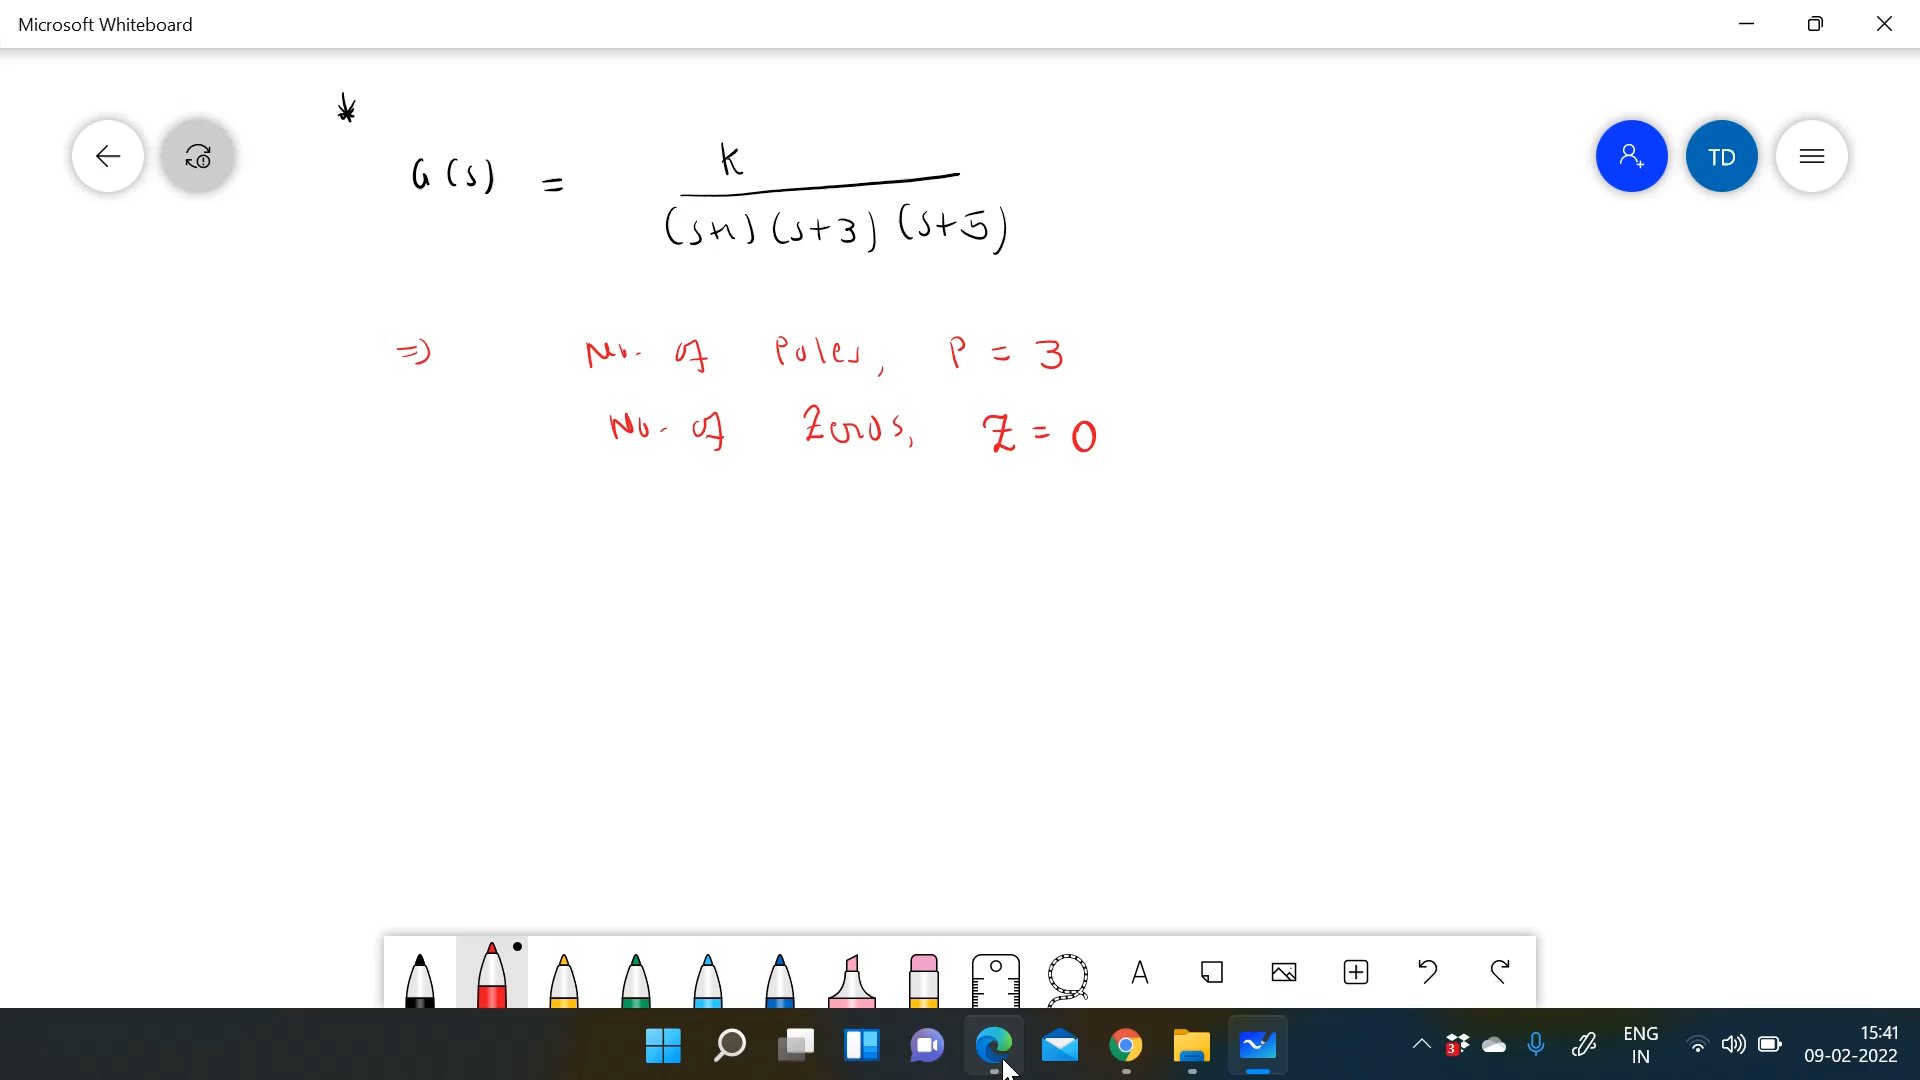 Microsoft Whiteboard
*
G(s) = K
(s+1) (s+3) (s+5)
TD
=) No. of Poles, P = 3
No. of Zeros, Z = 0
A
3
ENG
IN
15:41
09-02-2022